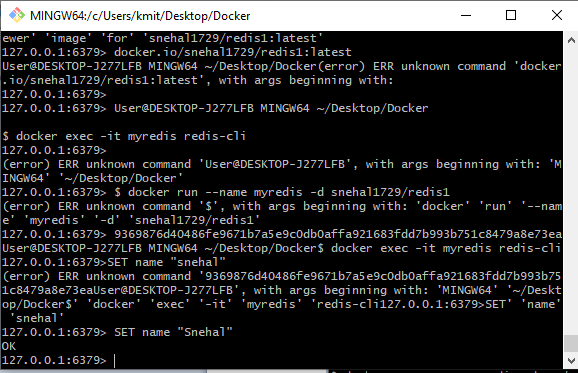 MINGW64:/c/Users/kmit/Desktop/Docker
ewer' 'image' 'for' 'snehal1729/redis1:latest'
127.0.0.1:6379> docker.io/snehal1729/redis1:latest
User@DESKTOP-J277LFB MINGW64 ~/Desktop/Docker(error) ERR unknown command 'docker
.io/snehal1729/redis1:latest', with args beginning with:
127.0.0.1:6379>
127.0.0.1:6379> User@DESKTOP-J277LFB MINGW64 ~/Desktop/Docker
$ docker exec -it myredis redis-cli
127.0.0.1:6379>
(error) ERR unknown command 'User@DESKTOP-J277LFB', with args beginning with: 'M
INGW64' '~/Desktop/Docker'
127.0.0.1:6379> $ docker run --name myredis -d snehal1729/redis1
(error) ERR unknown command '$', with args beginning with: 'docker' 'run' '--nam
e' 'myredis' '-d' 'snehal1729/redis1'
127.0.0.1:6379> 9369876d40486fe9671b7a5e9c0db0affa921683fdd7b993b751c8479a8e73ea
User@DESKTOP-J277LFB MINGW64 ~/Desktop/Docker$ docker exec -it myredis redis-cli
127.0.0.1:6379>SET name "snehal"
(error) ERR unknown command '9369876d40486fe9671b7a5e9c0db0affa921683fdd7b993b75
1c8479a8e73eaUser@DESKTOP-J277LFB', with args beginning with: 'MINGW64' '~/Deskt
op/Docker$' 'docker' 'exec' '-it' 'myredis' 'redis-cli127.0.0.1:6379>SET' 'name'
'snehal'
127.0.0.1:6379> SET name "Snehal"
OK
127.0.0.1:6379>